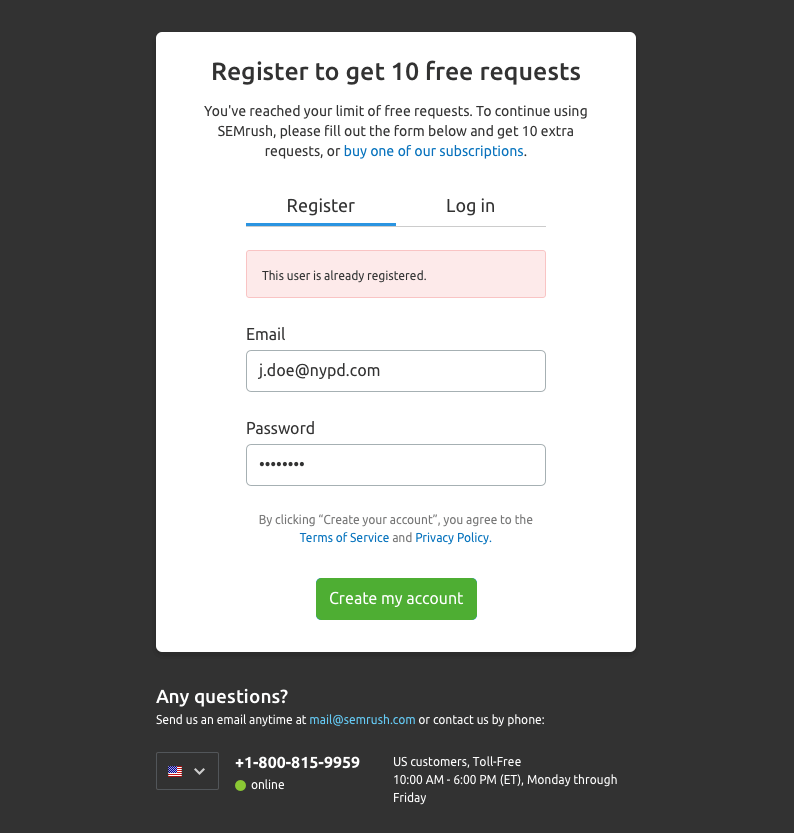 Register to get 10 free requests
You've reached your limit of free requests. To continue using
SEMrush, please fill out the form below and get 10 extra
requests, or buy one of our subscriptions.
Register Log in
This user is already registered.
Email
j.doe@nypd.com
Password
••••••••
By clicking “Create your account”, you agree to the
Terms of Service and Privacy Policy.
Create my account
Any questions?
Send us an email anytime at mail@semrush.com or contact us by phone:
+1-800-815-9959
online
US customers, Toll-Free
10:00 AM - 6:00 PM (ET), Monday through
Friday